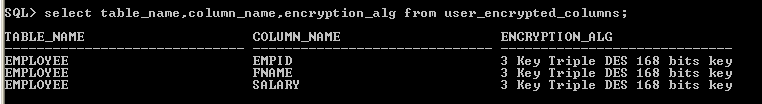 SQL> select table_name,column_name,encryption_alg from user_encrypted_columns;
TABLE_NAME COLUMN_NAME ENCRYPTION_ALG
------------------------------ ------------------------------ -----------------------------
EMPLOYEE EMPID 3 Key Triple DES 168 bits key
EMPLOYEE FNAME 3 Key Triple DES 168 bits key
EMPLOYEE SALARY 3 Key Triple DES 168 bits key